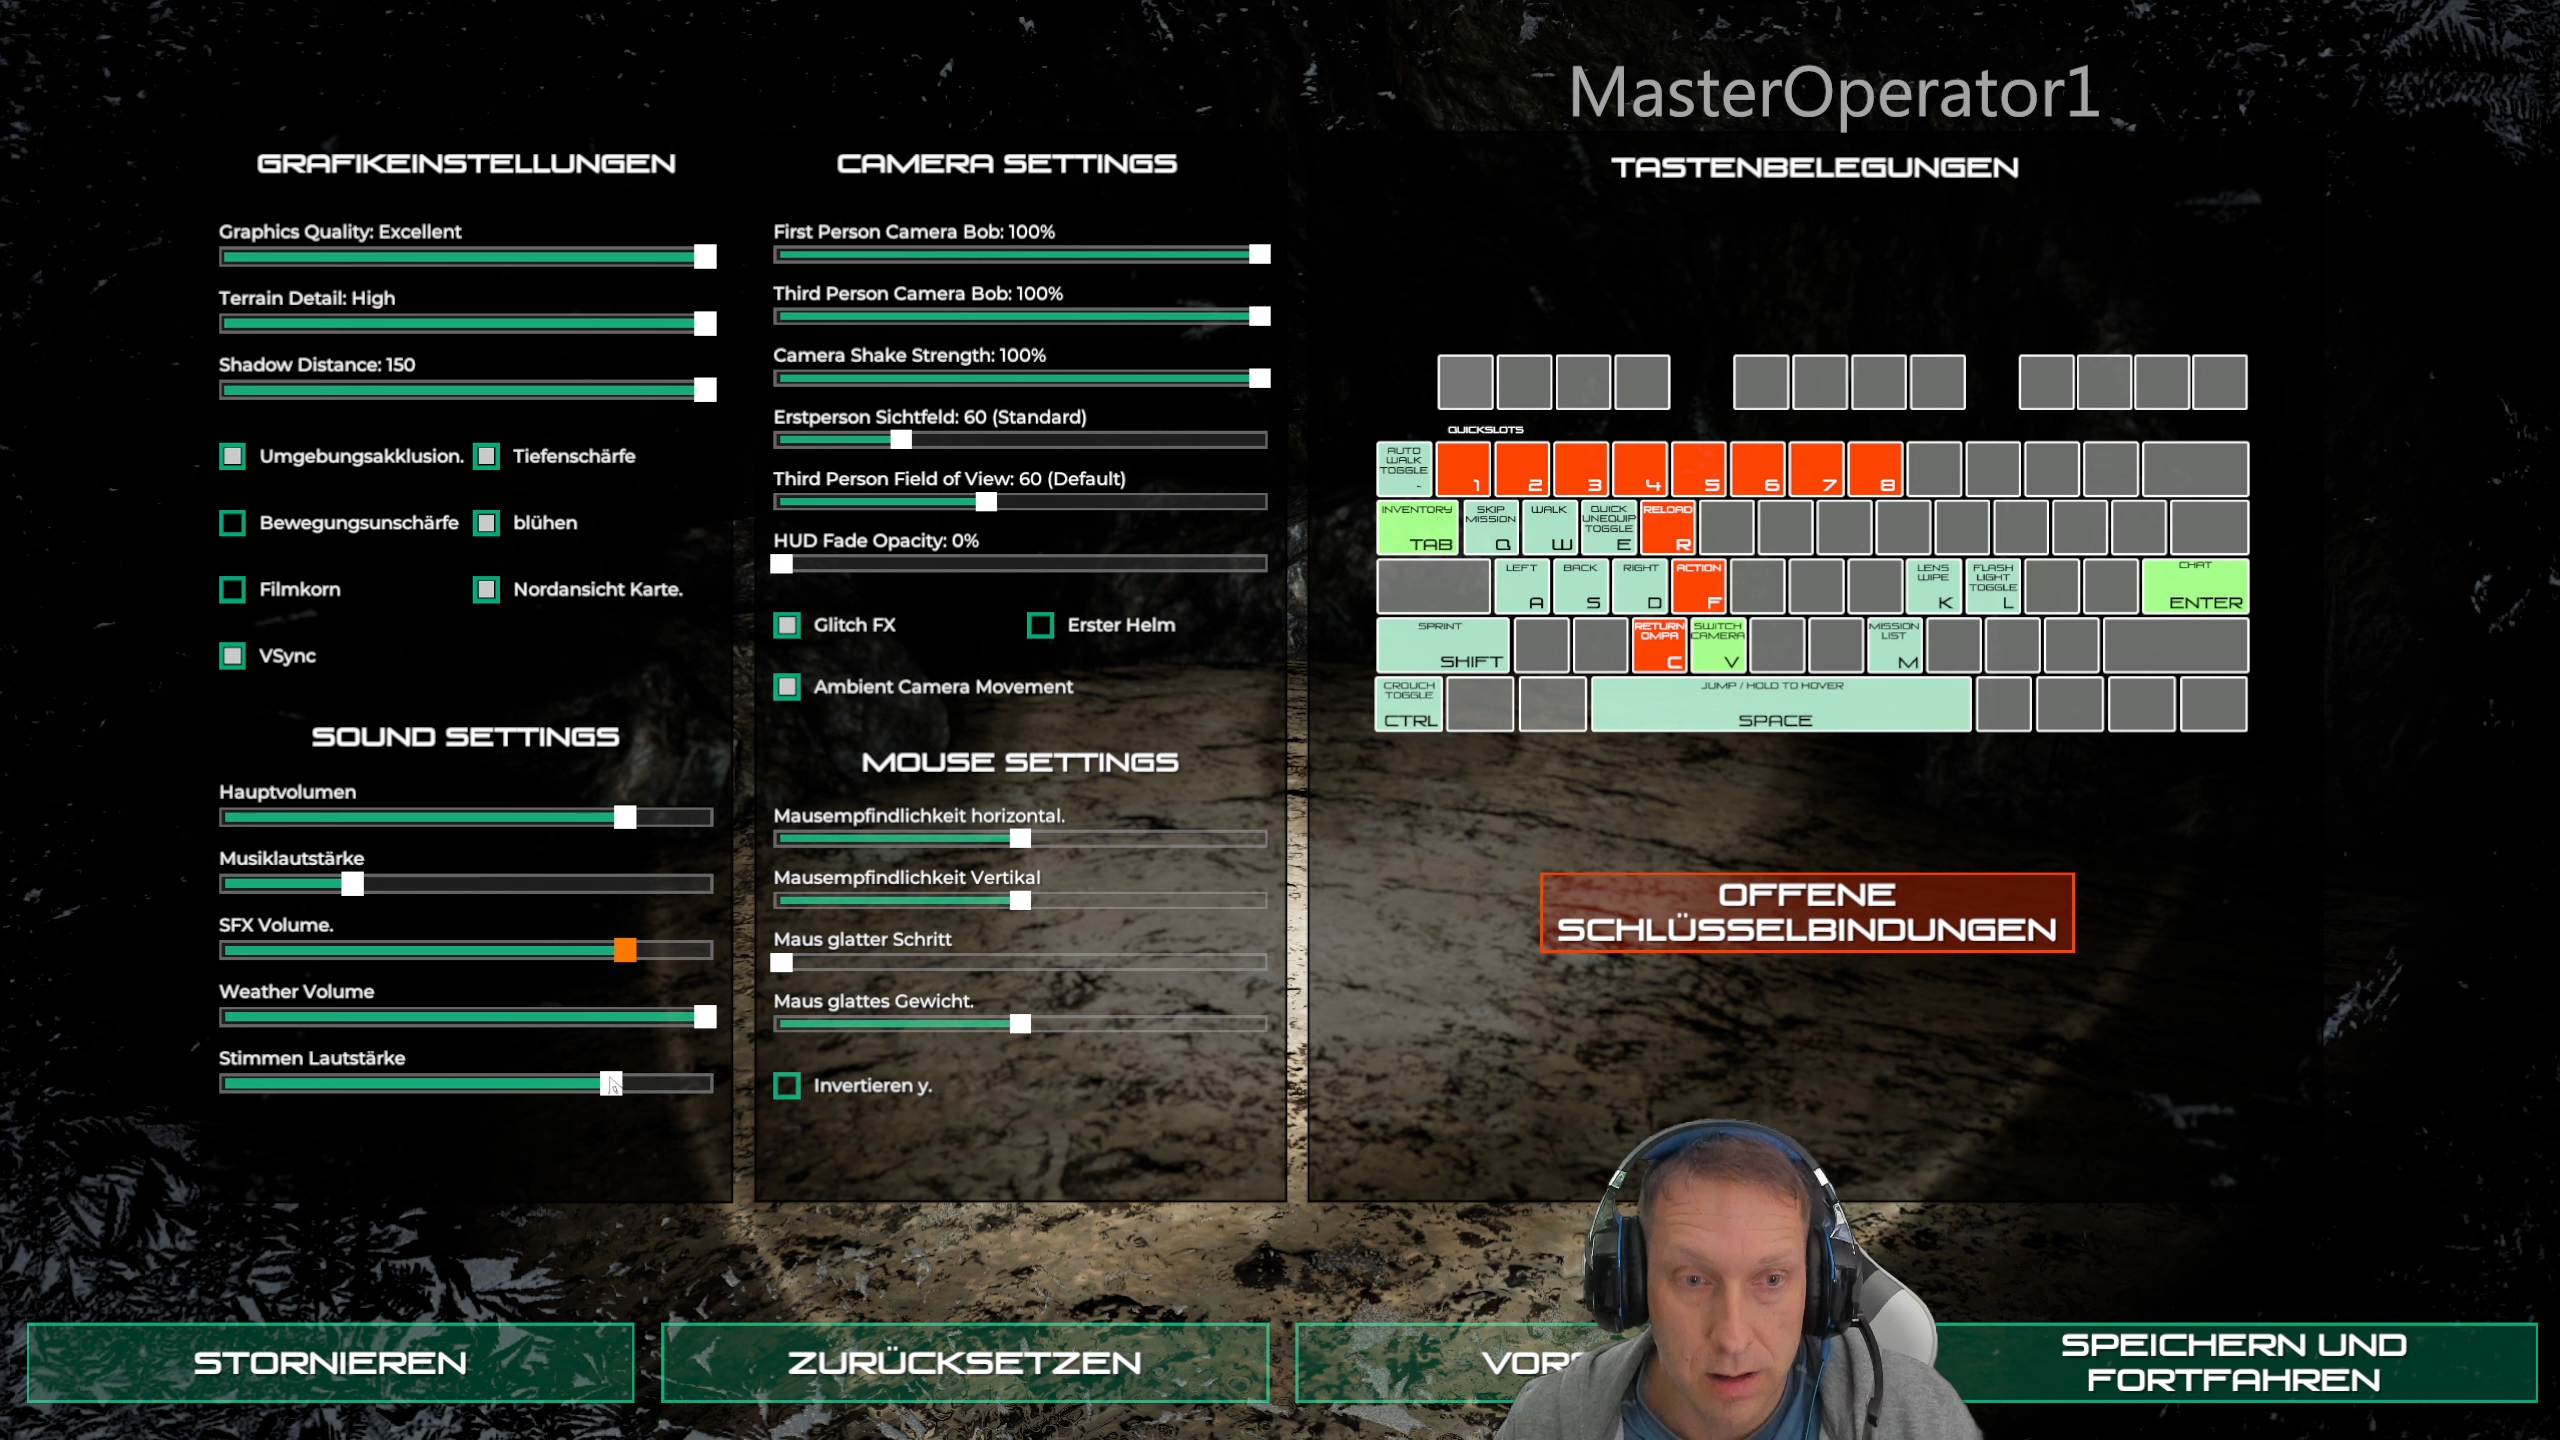 MasterOperator1
GRAFIKEINSTELLUNGEN
Graphics Quality: Excellent
Terrain Detail: High
Shadow Distance: 150
Umgebungsakklusion.
Tiefenschärfe
Bewegungsunschärfe
blühen
Filmkorn
Nordansicht Karte.
VSync
SOUND SETTINGS
Hauptvolumen
Musiklautstärke
SFX Volume.
Weather Volume
Stimmen Lautstärke
CAMERA SETTINGS
First Person Camera Bob: 100%
Third Person Camera Bob: 100%
Camera Shake Strength: 100%
Erstperson Sichtfeld: 60 (Standard)
Third Person Field of View: 60 (Default)
HUD Fade Opacity: 0%
Glitch FX
Erster Helm
Ambient Camera Movement
MOUSE SETTINGS
Mausempfindlichkeit horizontal.
Mausempfindlichkeit Vertikal
Maus glatter Schritt
Maus glattes Gewicht.
Invertieren y.
TASTENBELEGUNGEN
QUICKSLOTS
AUTO
WALK
TOGGLE
1 2 3 4 5 6 7 8
INVENTORY
TAB
SKIP
MISSION
Q
WALK
W
QUICK
UNEQUIP
TOGGLE
E
RELOAD
R
LEFT
A
BACK
S
RIGHT
D
ACTION
F
LENS
WIPE
K
FLASH
LIGHT
TOGGLE
L
CHAT
ENTER
SPRINT
SHIFT
RETURN
OMPA
C
SWITCH
CAMERA
V
MISSION
LIST
M
CROUCH
TOGGLE
CTRL
JUMP / HOLD TO HOVER
SPACE
OFFENE
SCHLÜSSELBINDUNGEN
STORNIEREN
ZURÜCKSETZEN
SPEICHERN UND
FORTFAHREN